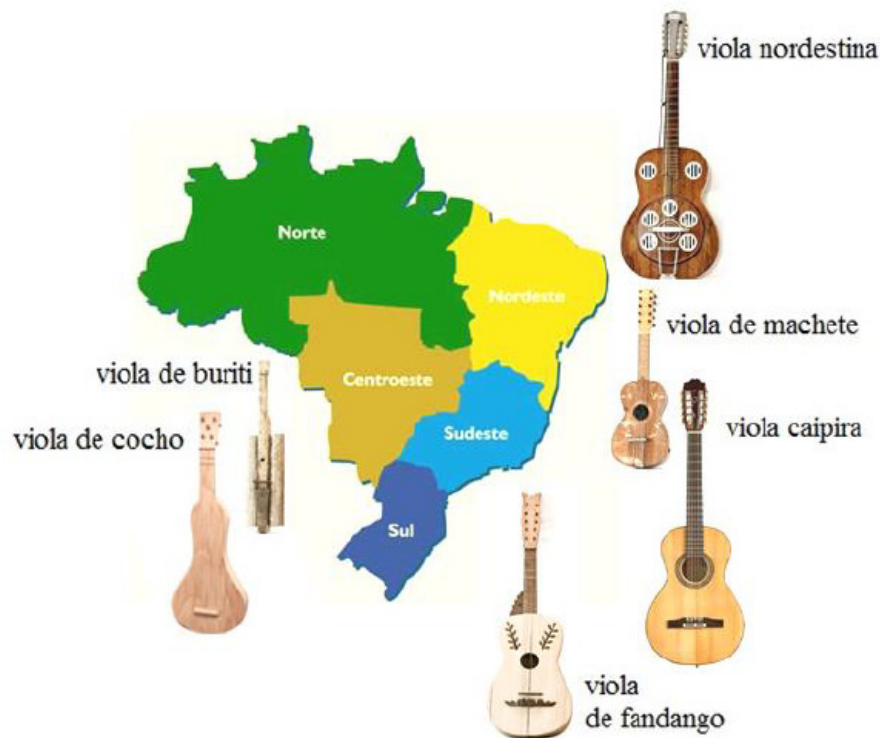 viola nordestina
Norte
Nordeste
viola de machete
viola de buriti
Centroeste
viola de cocho
Sudeste
viola caipira
Sul
viola
de fandango